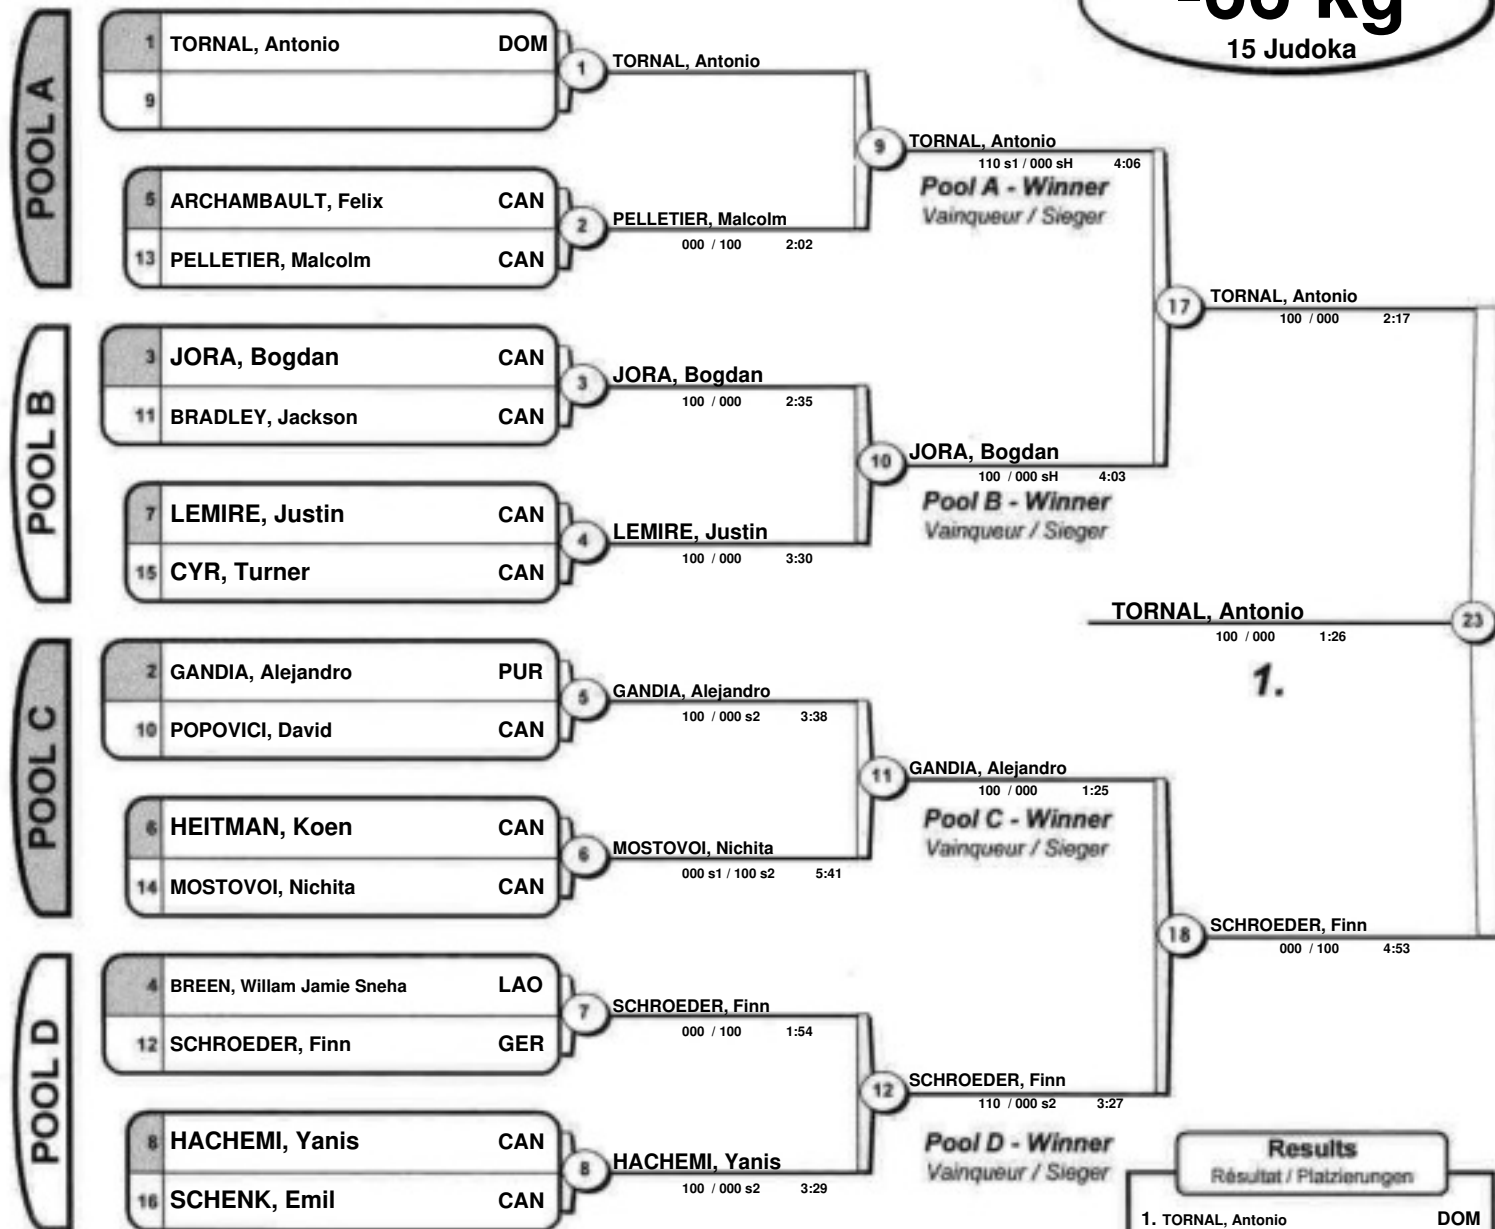 -66 kg
15 Judoka
POOL A
1 TORNAL, Antonio DOM
9
5 ARCHAMBAULT, Felix CAN
13 PELLETIER, Malcolm CAN
1 TORNAL, Antonio
2 PELLETIER, Malcolm
000 / 100 2:02
9 TORNAL, Antonio
110 s1 / 000 sH 4:06
Pool A - Winner
Vainqueur / Sieger
POOL B
3 JORA, Bogdan CAN
11 BRADLEY, Jackson CAN
7 LEMIRE, Justin CAN
15 CYR, Turner CAN
3 JORA, Bogdan
100 / 000 2:35
4 LEMIRE, Justin
100 / 000 3:30
10 JORA, Bogdan
100 / 000 sH 4:03
Pool B - Winner
Vainqueur / Sieger
17 TORNAL, Antonio
100 / 000 2:17
TORNAL, Antonio 23
100 / 000 1:26
1.
POOL C
2 GANDIA, Alejandro PUR
10 POPOVICI, David CAN
6 HEITMAN, Koen CAN
14 MOSTOVOI, Nichita CAN
5 GANDIA, Alejandro
100 / 000 s2 3:38
6 MOSTOVOI, Nichita
000 s1 / 100 s2 5:41
11 GANDIA, Alejandro
100 / 000 1:25
Pool C - Winner
Vainqueur / Sieger
18 SCHROEDER, Finn
000 / 100 4:53
POOL D
4 BREEN, Willam Jamie Sneha LAO
12 SCHROEDER, Finn GER
8 HACHEMI, Yanis CAN
16 SCHENK, Emil CAN
7 SCHROEDER, Finn
000 / 100 1:54
8 HACHEMI, Yanis
100 / 000 s2 3:29
12 SCHROEDER, Finn
110 / 000 s2 3:27
Pool D - Winner
Vainqueur / Sieger
Results
Résultat / Platzierungen
1. TORNAL, Antonio DOM